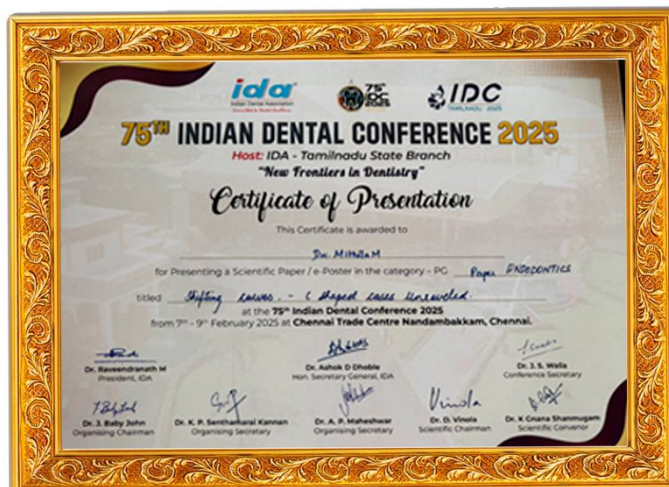 ida
Indian Dental Association
75th IDC 2025
IDC
TAMILNADU - 2025
75TH INDIAN DENTAL CONFERENCE 2025
Host: IDA - Tamilnadu State Branch
"New Frontiers in Dentistry"
Certificate of Presentation
This Certificate is awarded to
Dr. Mithila M
for Presenting a Scientific Paper / e-Poster in the category - PG Paper ENDODONTICS
titled Shifting curves - C shaped cases Unraveled.
at the 75th Indian Dental Conference 2025
from 7th - 9th February 2025 at Chennai Trade Centre Nandambakkam, Chennai.
Dr. Raveendranath M Dr. Ashok D Dhoble Dr. J. S. Walia
President, IDA Hon. Secretary General, IDA Conference Secretary
Vinola
Dr. J. Baby John Dr. K. P. Senthamarai Kannan Dr. A. P. Maheshwar Dr. D. Vinola Dr. K Gnana Shanmugam
Organising Chairman Organising Secretary Organising Secretary Scientific Chairman Scientific Convenor